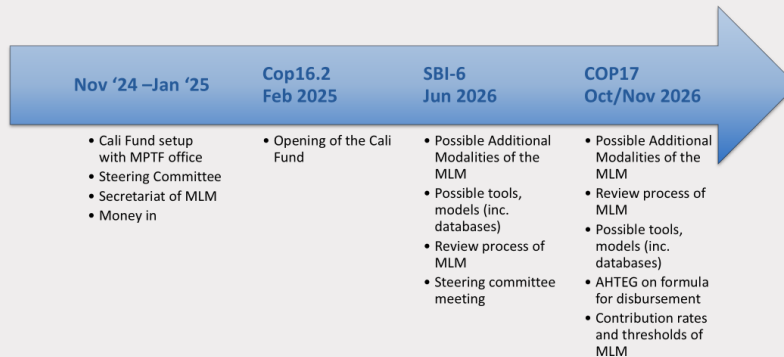 Nov ‘24 –Jan ‘25
• Cali Fund setup
with MPTF office
• Steering Committee
• Secretariat of MLM
• Money in
Cop16.2
Feb 2025
• Opening of the Cali
Fund
SBI-6
Jun 2026
• Possible Additional
Modalities of the
MLM
• Possible tools,
models (inc.
databases)
• Review process of
MLM
• Steering committee
meeting
COP17
Oct/Nov 2026
• Possible Additional
Modalities of the
MLM
• Review process of
MLM
• Possible tools,
models (inc.
databases)
• AHTEG on formula
for disbursement
• Contribution rates
and thresholds of
MLM